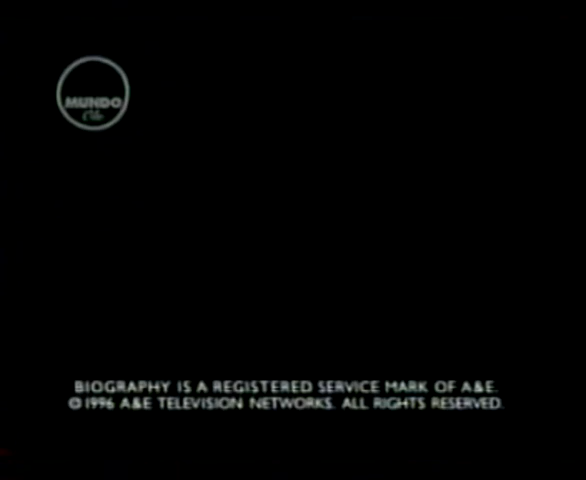 MUNDO
BIOGRAPHY IS A REGISTERED SERVICE MARK OF A&E.
© 1996 A&E TELEVISION NETWORKS. ALL RIGHTS RESERVED.